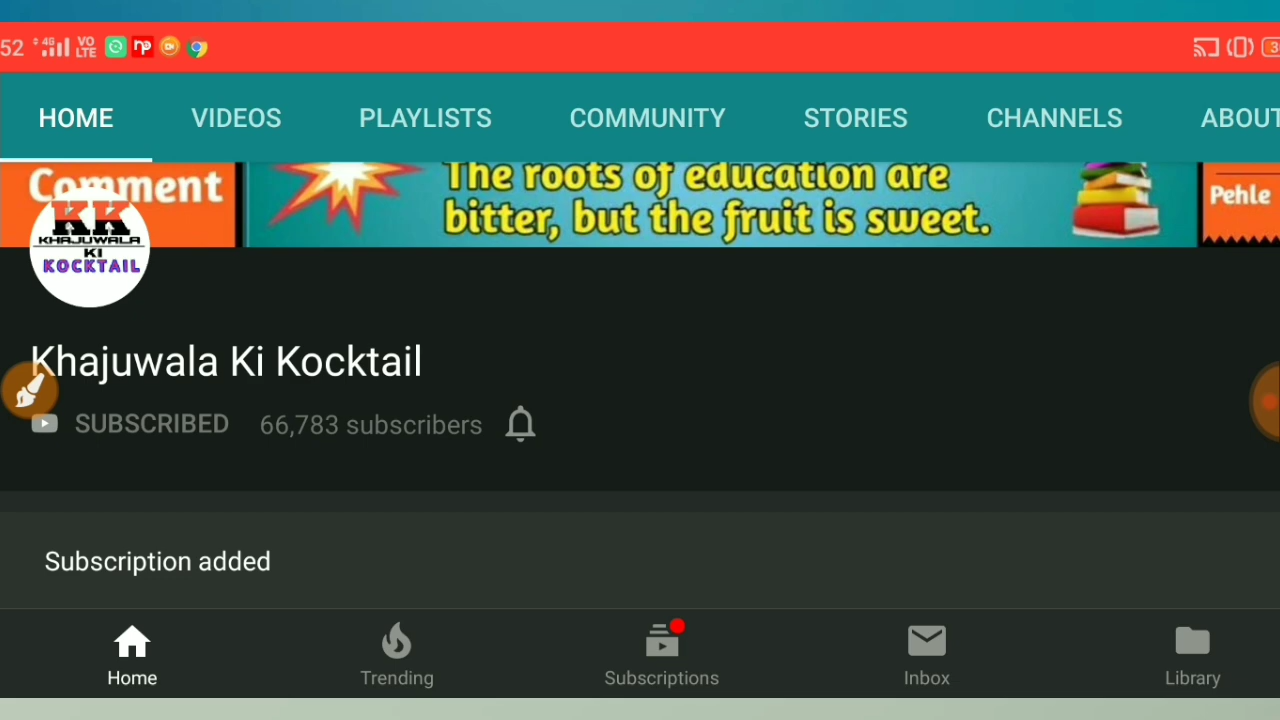 52 4G VO LTE
HOME VIDEOS PLAYLISTS COMMUNITY STORIES CHANNELS ABOUT
Comment
The roots of education are
bitter, but the fruit is sweet.
Pehle
KK
KHAJUWALA
KI
KOCKTAIL
Khajuwala Ki Kocktail
SUBSCRIBED 66,783 subscribers
Subscription added
Home Trending Subscriptions Inbox Library